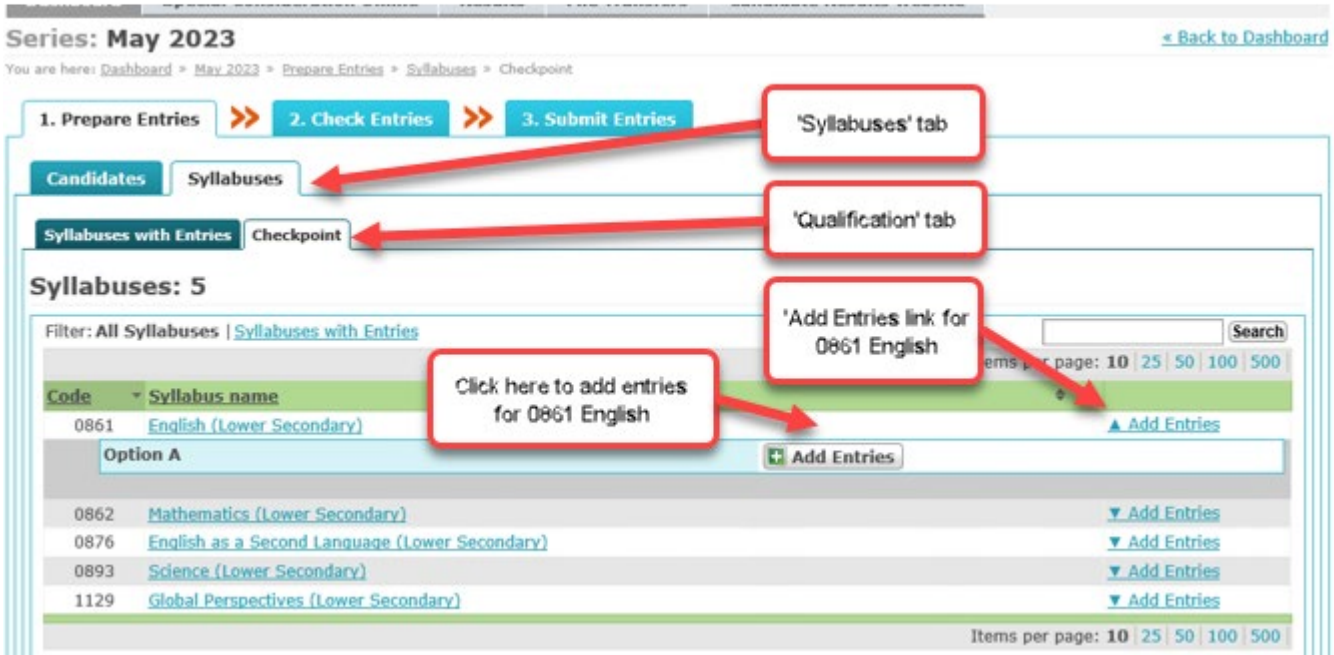 Series: May 2023
« Back to Dashboard
You are here: Dashboard » May 2023 » Prepare Entries » Syllabuses » Checkpoint
1. Prepare Entries
2. Check Entries
3. Submit Entries
'Syllabuses' tab
Candidates
Syllabuses
'Qualification' tab
Syllabuses with Entries
Checkpoint
Syllabuses: 5
'Add Entries link for
0861 English
Filter: All Syllabuses | Syllabuses with Entries
Search
ems per page: 10 | 25 | 50 | 100 | 500
Click here to add entries
for 0861 English
Code Syllabus name
0861 English (Lower Secondary) ▲ Add Entries
Option A Add Entries
0862 Mathematics (Lower Secondary) ▼ Add Entries
0876 English as a Second Language (Lower Secondary) ▼ Add Entries
0893 Science (Lower Secondary) ▼ Add Entries
1129 Global Perspectives (Lower Secondary) ▼ Add Entries
Items per page: 10 | 25 | 50 | 100 | 500